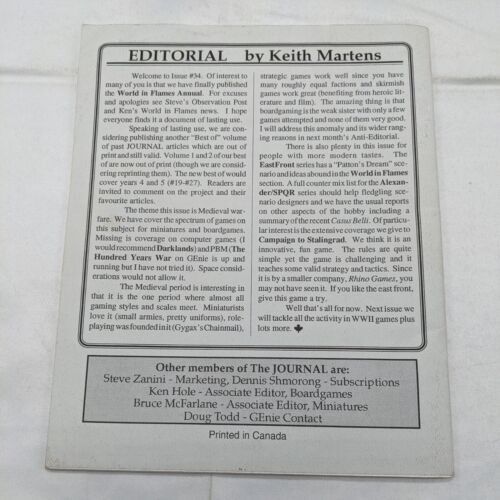 EDITORIAL by Keith Martens
Welcome to Issue #34. Of interest to
many of you is that we have finally published
the World in Flames Annual. For excuses
and apologies see Steve's Observation Post
and Ken's World in Flames news. I hope
everyone finds it a document of lasting use.
Speaking of lasting use, we are con-
sidering publishing another "Best of" volume
of past JOURNAL articles which are out of
print and still valid. Volume 1 and 2 of our best
of are now out of print (though we are consid-
ering reprinting them). The new best of would
cover years 4 and 5 (#19-#27). Readers are
invited to comment on the project and their
favourite articles.
The theme this issue is Medieval war-
fare. We have cover the spectrum of games on
this subject for miniatures and boardgames.
Missing is coverage on computer games (I
would recommend Darklands) and PBM (The
Hundred Years War on GEnie is up and
running but I have not tried it). Space consid-
erations would not allow it.
The Medieval period is interesting in
that it is the one period where almost all
gaming styles and scales meet. Miniaturists
love it (small armies, pretty uniforms), role-
playing was founded in it (Gygax's Chainmail),
strategic games work well since you have
many roughly equal factions and skirmish
games work great (benefiting from heroic lit-
erature and film). The amazing thing is that
boardgaming is the weak sister with only a few
games attempted and none of them very good.
I will address this anomaly and its wider rang-
ing reasons in next month's Anti-Editorial.
There is also plenty in this issue for
people with more modern tastes. The
EastFront series has a "Patton's Dream" sce-
nario and ideas abound in the World in Flames
section. A full counter mix list for the Alexan-
der/SPQR series should help fledgling sce-
nario designers and we have the usual reports
on other aspects of the hobby including a
summary of the recent Casus Belli. Of particu-
lar interest is the extensive coverage we give to
Campaign to Stalingrad. We think it is an
innovative, fun game. The rules are quite
simple yet the game is challenging and it
teaches some valid strategy and tactics. Since
it is by a smaller company, Rhino Games, you
may not have seen it. If you like the east front,
give this game a try.
Well that's all for now. Next issue we
will tackle all the activity in WWII games plus
lots more.
Other members of The JOURNAL are:
Steve Zanini - Marketing, Dennis Shmorong - Subscriptions
Ken Hole - Associate Editor, Boardgames
Bruce McFarlane - Associate Editor, Miniatures
Doug Todd - GEnie Contact
Printed in Canada